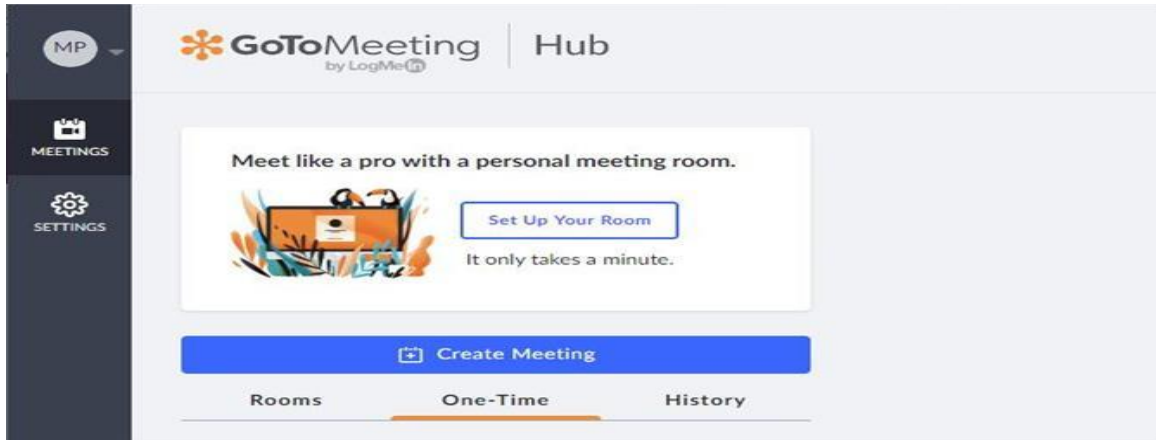 MP
GoToMeeting Hub
by LogMeIn
MEETINGS
SETTINGS
Meet like a pro with a personal meeting room.
Set Up Your Room
It only takes a minute.
Create Meeting
Rooms One-Time History